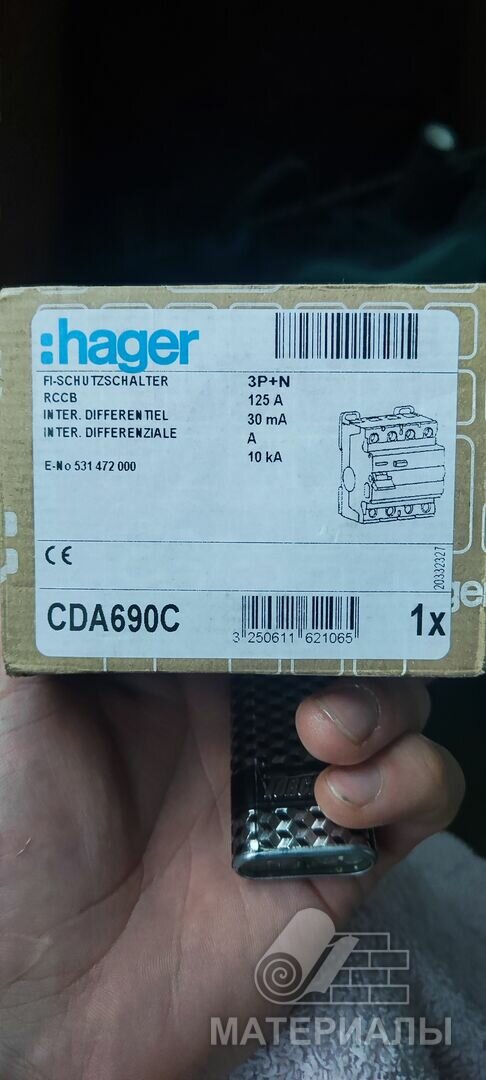 :hager
FI-SCHUTZSCHALTER 3P+N
RCCB 125 A
INTER. DIFFERENTIEL 30 mA
INTER. DIFFERENZIALE A
10 kA
E-No 531 472 000
20332327
CE
CDA690C
3 250611 621065
1x
hager
МАТЕРИАЛЫ